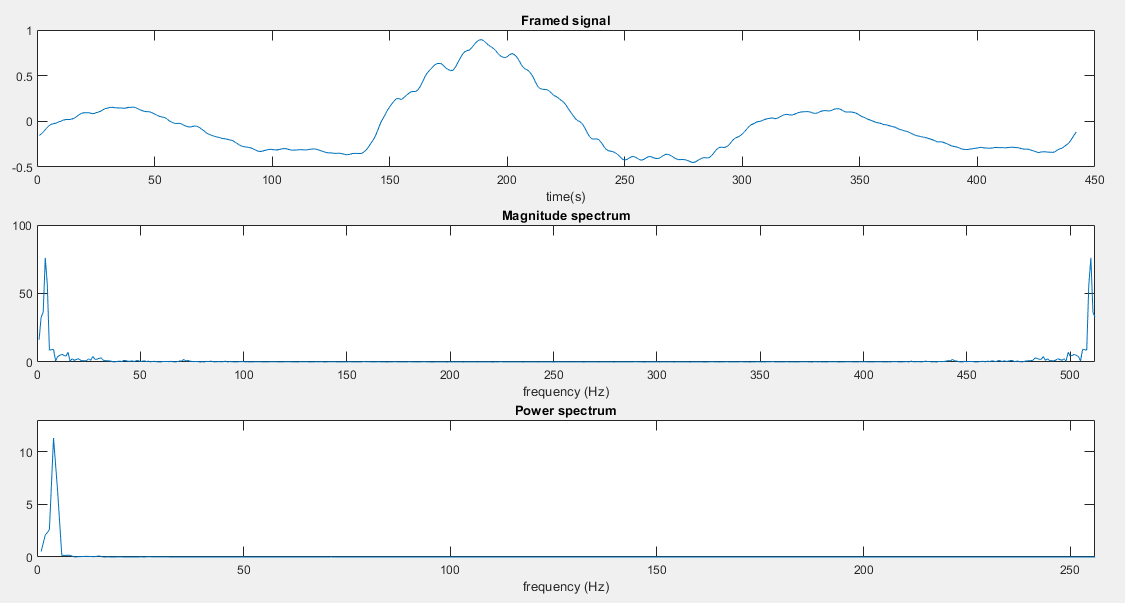 Framed signal
1
0.5
0
-0.5
0 50 100 150 200 250 300 350 400 450
time(s)
Magnitude spectrum
100
50
0
0 50 100 150 200 250 300 350 400 450 500
frequency (Hz)
Power spectrum
10
5
0
0 50 100 150 200 250
frequency (Hz)